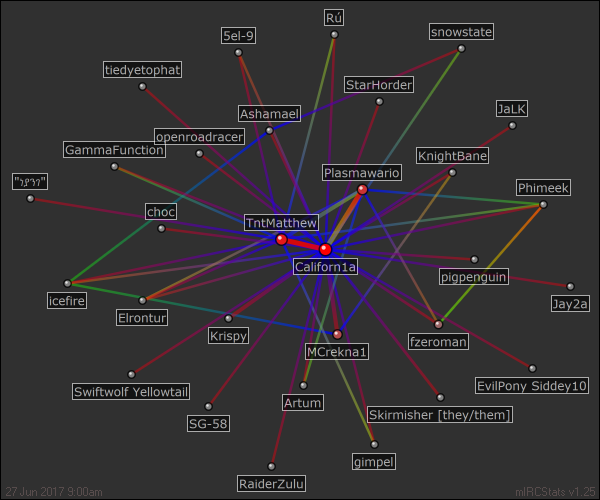 Rú
5el-9
snowstate
tiedyetophat
StarHorder
JaLK
Ashamael
openroadracer
GammaFunction
KnightBane
Plasmawario
Phimeek
choc
TntMatthew
Californ1a
pigpenguin
icefire
Jay2a
Elrontur
Krispy
fzeroman
MCrekna1
Swiftwolf Yellowtail
EvilPony Siddey10
Artum
Skirmisher [they/them]
SG-58
gimpel
RaiderZulu
27 Jun 2017 9:00am
mIRCStats v1.25